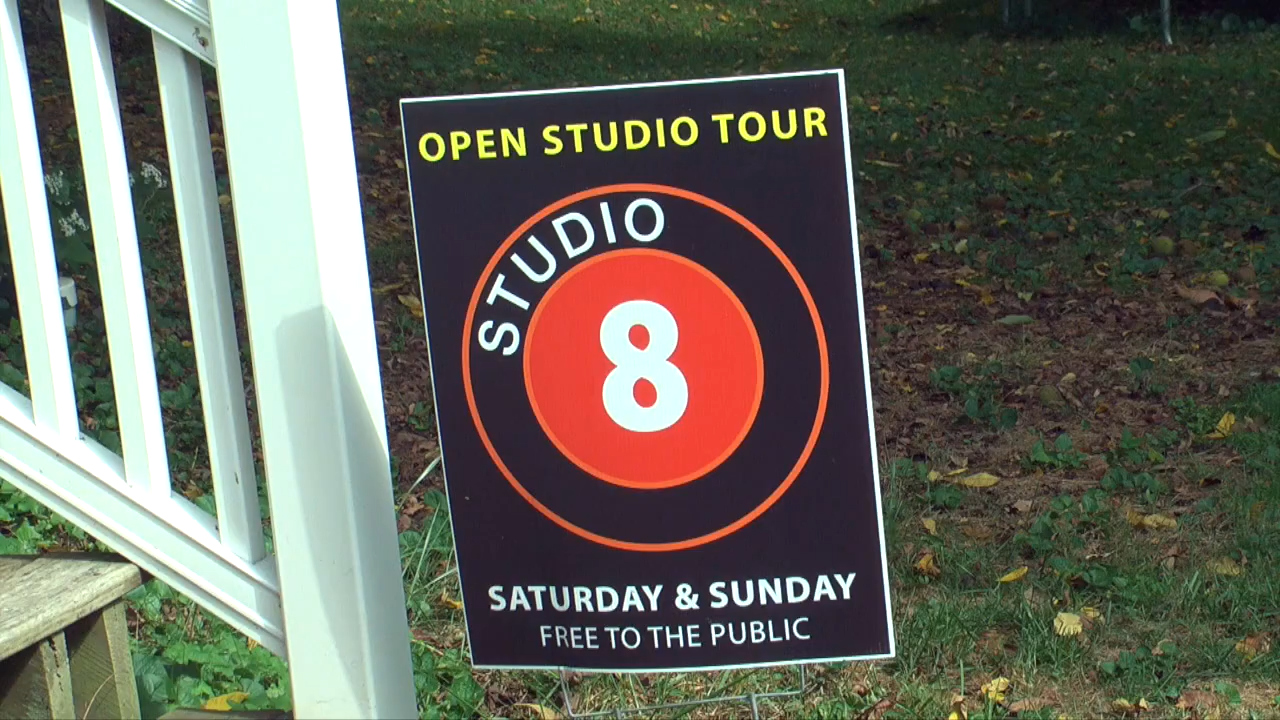 OPEN STUDIO TOUR
STUDIO
8
SATURDAY & SUNDAY
FREE TO THE PUBLIC